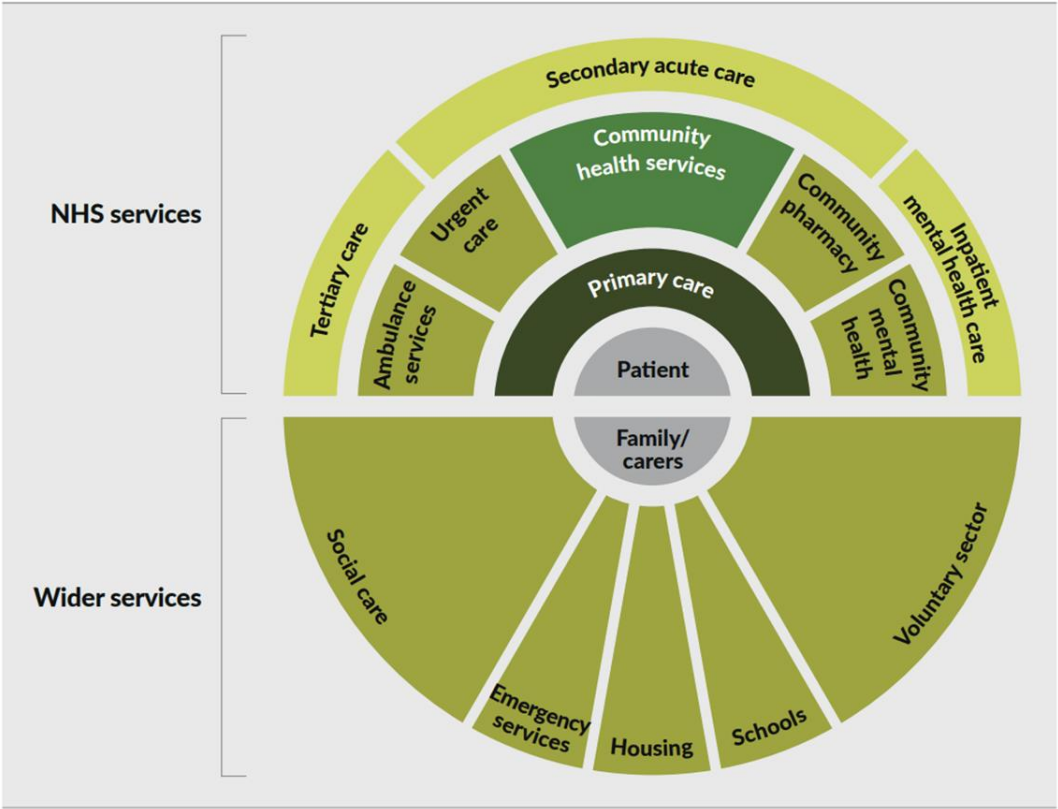 NHS services
Secondary acute care
Tertiary care
Inpatient
mental health care
Community
health services
Urgent
care
Community
pharmacy
Ambulance
services
Community
mental
health
Primary care
Patient
Wider services
Family/
carers
Social care
Emergency
services
Housing
Schools
Voluntary sector